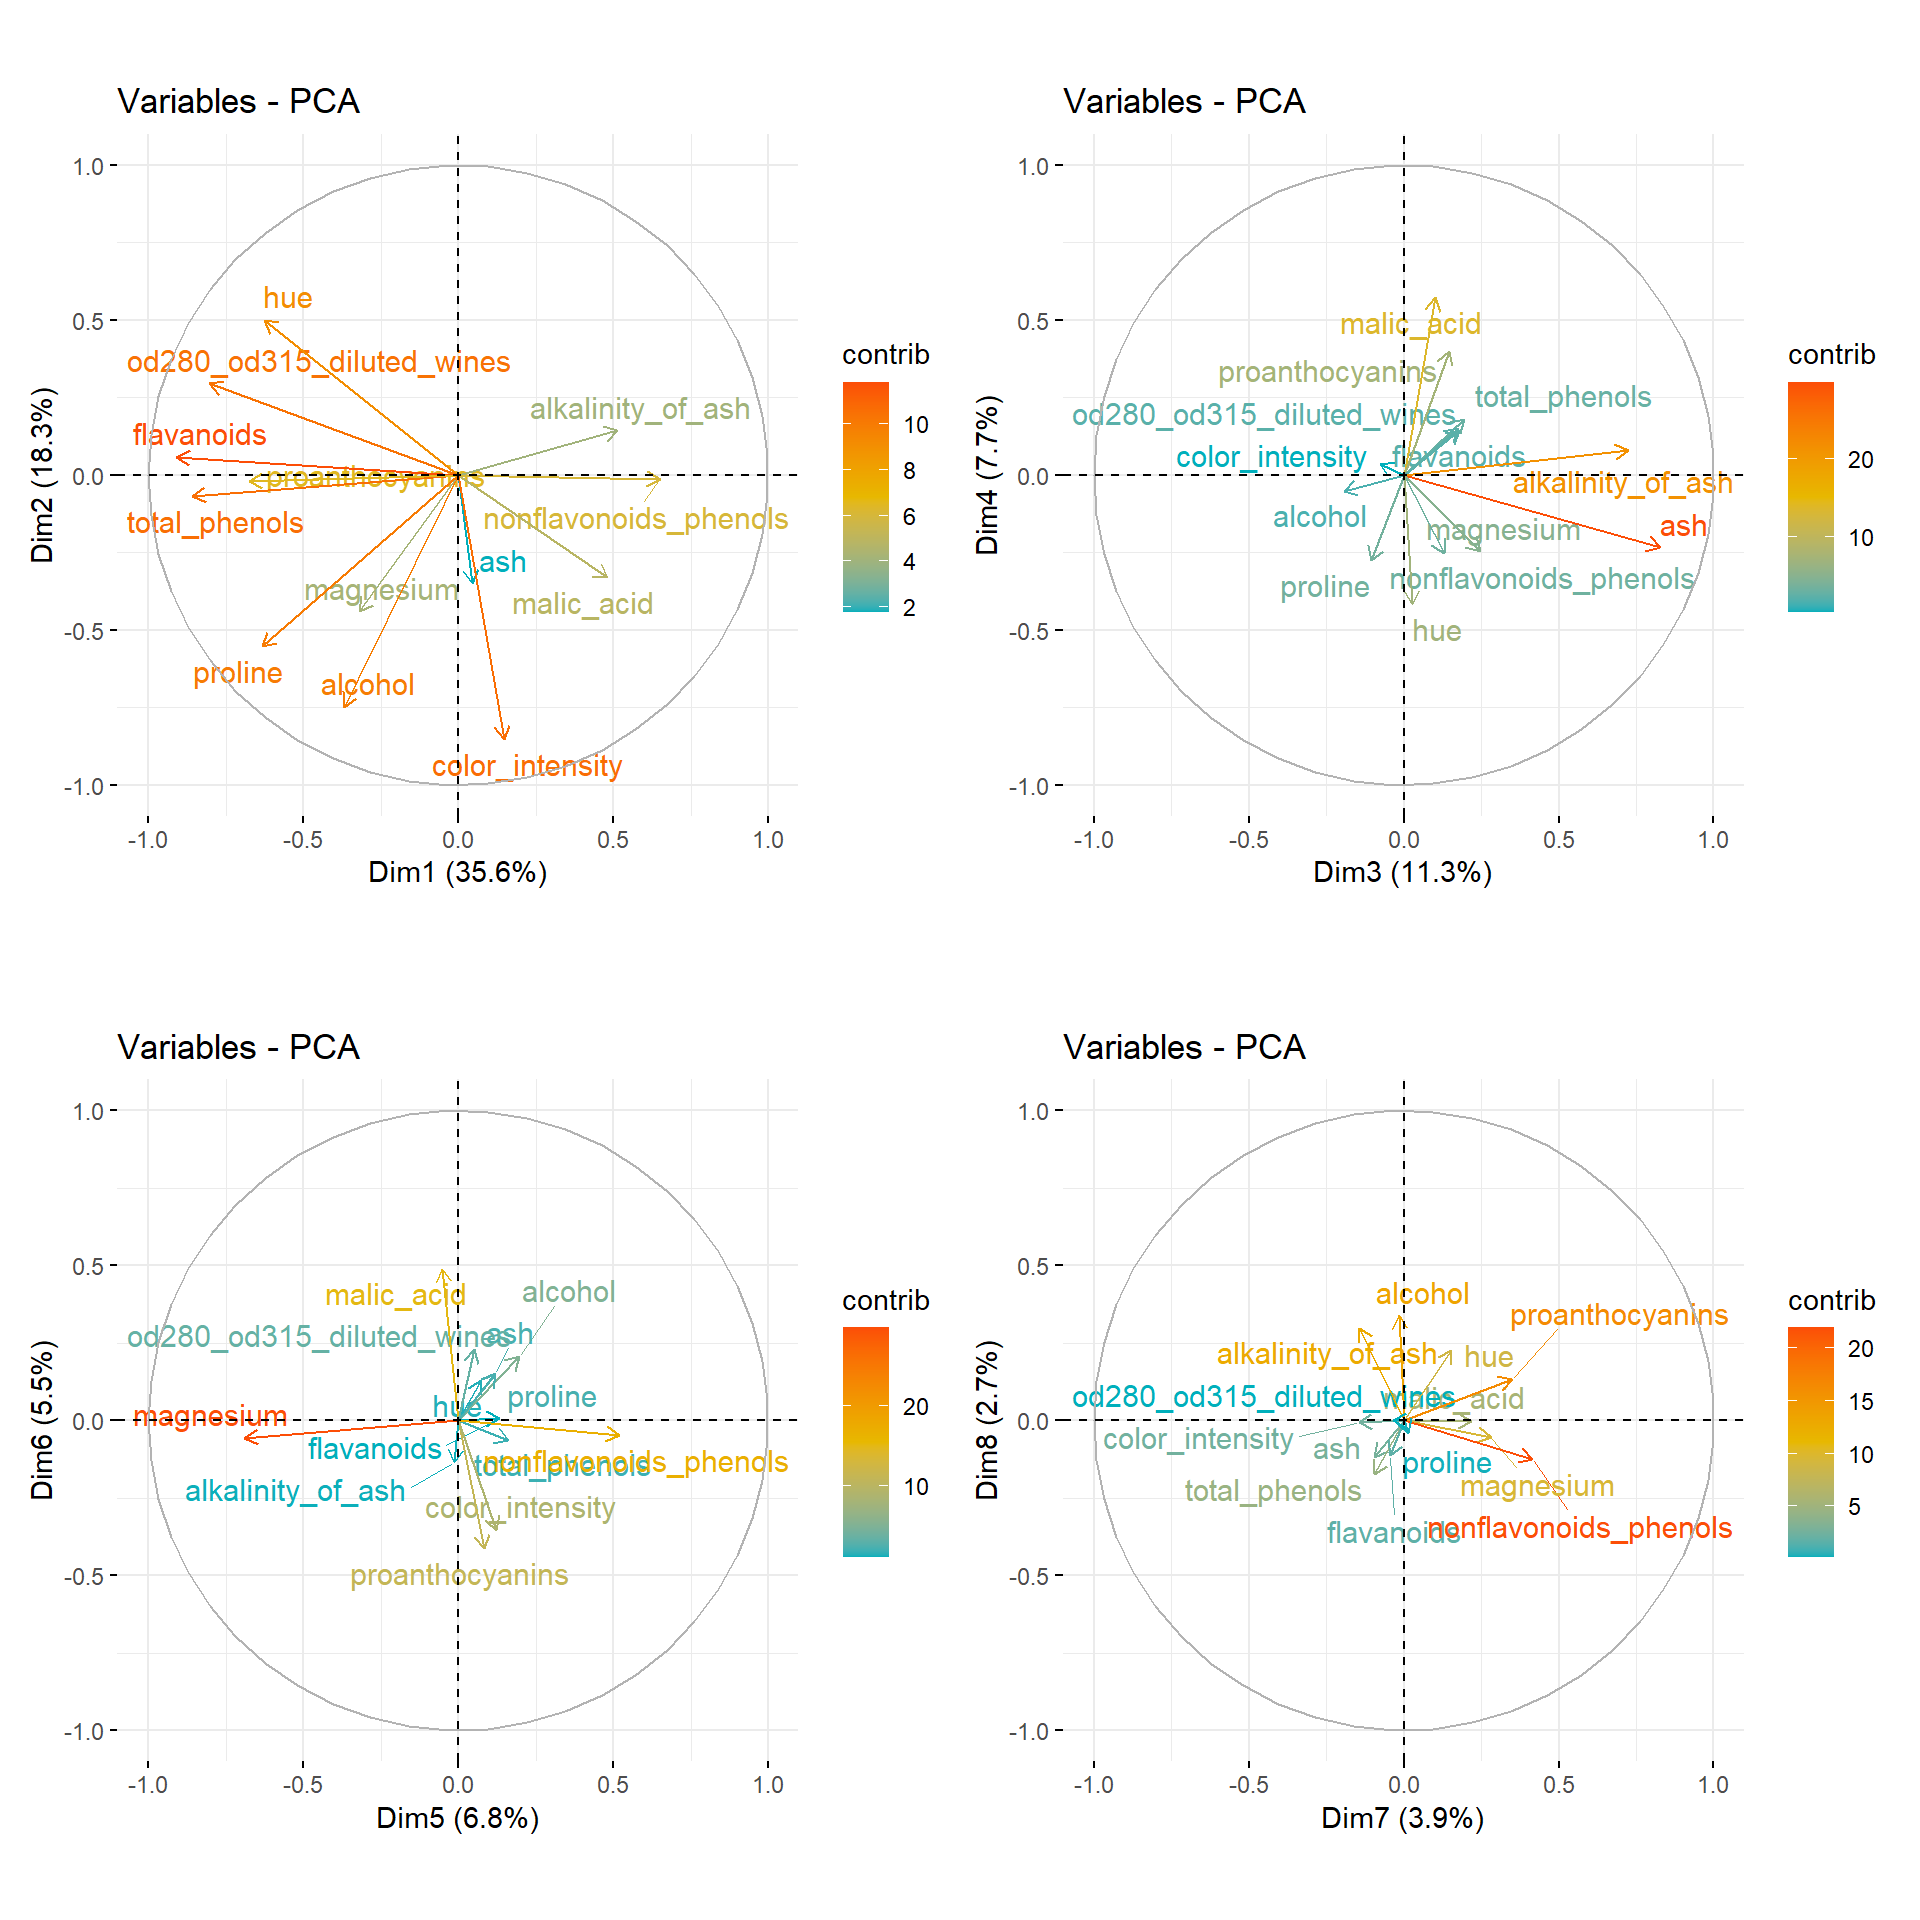 Variables - PCA
Dim2 (18.3%)
1.0
0.5
0.0
-0.5
-1.0
hue
od280_od315_diluted_wines
flavanoids
proanthocyanins
total_phenols
alkalinity_of_ash
nonflavonoids_phenols
ash
magnesium
malic_acid
proline
alcohol
color_intensity
-1.0 -0.5 0.0 0.5 1.0
Dim1 (35.6%)
contrib
10
8
6
4
2
Variables - PCA
Dim4 (7.7%)
1.0
0.5
0.0
-0.5
-1.0
malic_acid
proanthocyanins
total_phenols
od280_od315_diluted_wines
color_intensity
flavanoids
alkalinity_of_ash
alcohol
magnesium
ash
proline
nonflavonoids_phenols
hue
-1.0 -0.5 0.0 0.5 1.0
Dim3 (11.3%)
contrib
20
10
Variables - PCA
Dim6 (5.5%)
1.0
0.5
0.0
-0.5
-1.0
malic_acid
alcohol
od280_od315_diluted_wines
ash
hue
proline
magnesium
flavanoids
total_phenols
nonflavonoids_phenols
alkalinity_of_ash
color_intensity
proanthocyanins
-1.0 -0.5 0.0 0.5 1.0
Dim5 (6.8%)
contrib
20
10
Variables - PCA
Dim8 (2.7%)
1.0
0.5
0.0
-0.5
-1.0
alcohol
proanthocyanins
alkalinity_of_ash
hue
od280_od315_diluted_wines
malic_acid
color_intensity
ash
proline
total_phenols
magnesium
flavanoids
nonflavonoids_phenols
-1.0 -0.5 0.0 0.5 1.0
Dim7 (3.9%)
contrib
20
15
10
5